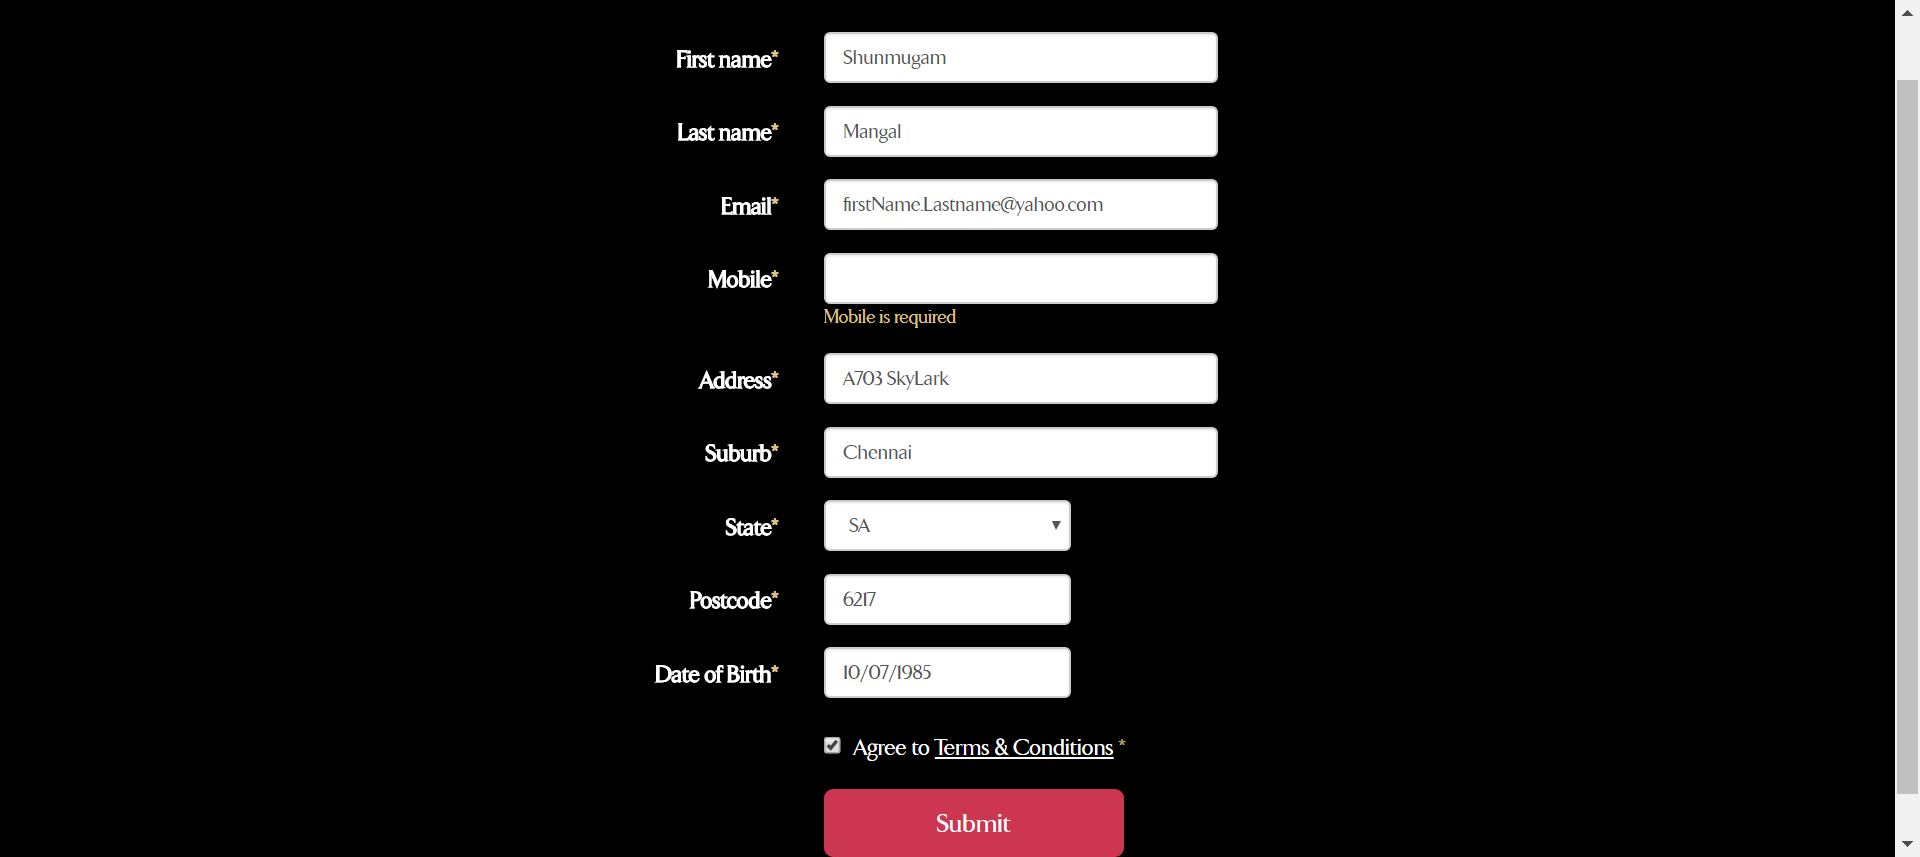 First name* Shunmugam
Last name* Mangal
Email* firstName.Lastname@yahoo.com
Mobile*
Mobile is required
Address* A703 SkyLark
Suburb* Chennai
State* SA
Postcode* 6217
Date of Birth* 10/07/1985
Agree to Terms & Conditions *
Submit